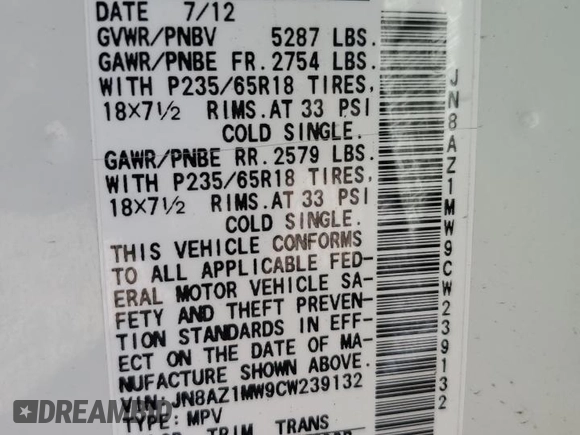 DATE 7/12
GVWR/PNBV 5287 LBS.
GAWR/PNBE FR.2754 LBS.
WITH P235/65R18 TIRES,
18×7½ RIMS.AT 33 PSI
COLD SINGLE.
GAWR/PNBE RR.2579 LBS.
WITH P235/65R18 TIRES,
18×7½ RIMS.AT 33 PSI
COLD SINGLE.
THIS VEHICLE CONFORMS
TO ALL APPLICABLE FED-
ERAL MOTOR VEHICLE SA-
FETY AND THEFT PREVEN-
TION STANDARDS IN EFF-
ECT ON THE DATE OF MA-
NUFACTURE SHOWN ABOVE.
VIN: JN8AZ1MW9CW239132
TYPE: MPV
COLOR TRIM TRANS
JN8AZ1MW9CW239132
DREAMBID